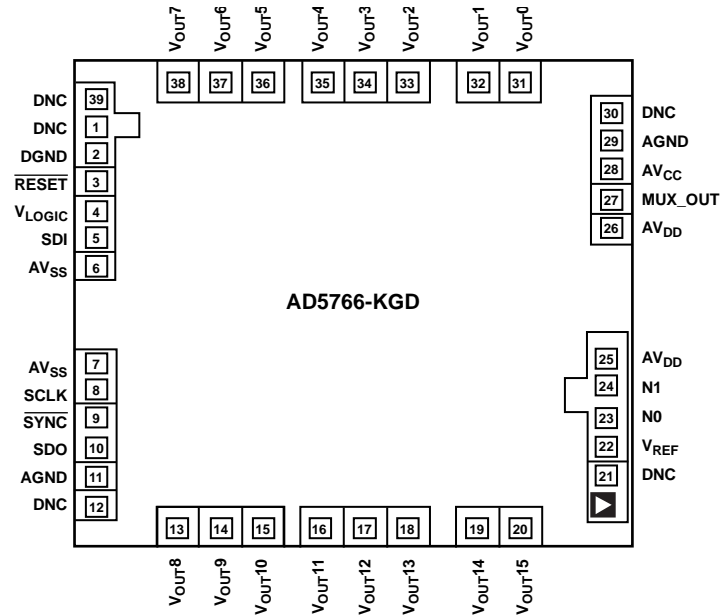 VOUT7
VOUT6
VOUT5
VOUT4
VOUT3
VOUT2
VOUT1
VOUT0
38
37
36
35
34
33
32
31
DNC 39
DNC 1
DGND 2
RESET 3
VLOGIC 4
SDI 5
AVSS 6
30 DNC
29 AGND
28 AVCC
27 MUX_OUT
26 AVDD
AD5766-KGD
AVSS 7
SCLK 8
SYNC 9
SDO 10
AGND 11
DNC 12
25 AVDD
24 N1
23 N0
22 VREF
21 DNC
13
14
15
16
17
18
19
20
VOUT8
VOUT9
VOUT10
VOUT11
VOUT12
VOUT13
VOUT14
VOUT15